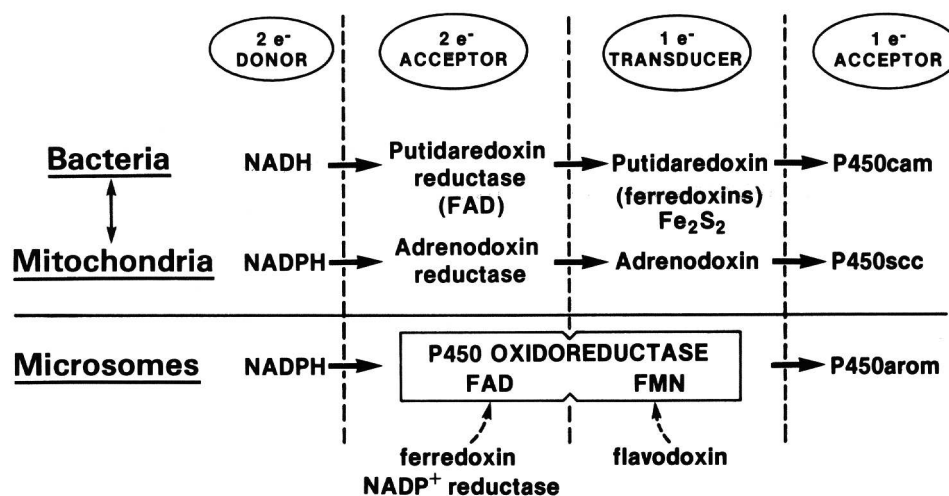 2 e⁻ DONOR
2 e⁻ ACCEPTOR
1 e⁻ TRANSDUCER
1 e⁻ ACCEPTOR
Bacteria
NADH
Putidaredoxin
reductase
(FAD)
Putidaredoxin
(ferredoxins)
Fe₂S₂
P450cam
Mitochondria
NADPH
Adrenodoxin
reductase
Adrenodoxin
P450scc
Microsomes
NADPH
P450 OXIDOREDUCTASE
FAD
FMN
P450arom
ferredoxin
NADP⁺ reductase
flavodoxin